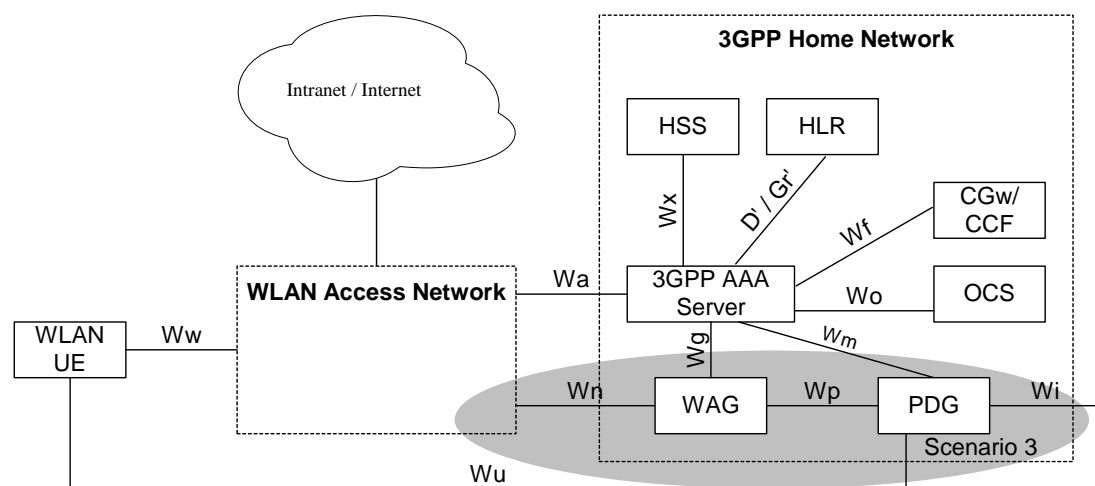 3GPP Home Network
Intranet / Internet
HSS
HLR
Wx
D' / Gr'
Wf
CGw/
CCF
WLAN Access Network
Wa
3GPP AAA
Server
Wo
OCS
WLAN
UE
Ww
Wg
Wm
Wn
WAG
Wp
PDG
Wi
Scenario 3
Wu